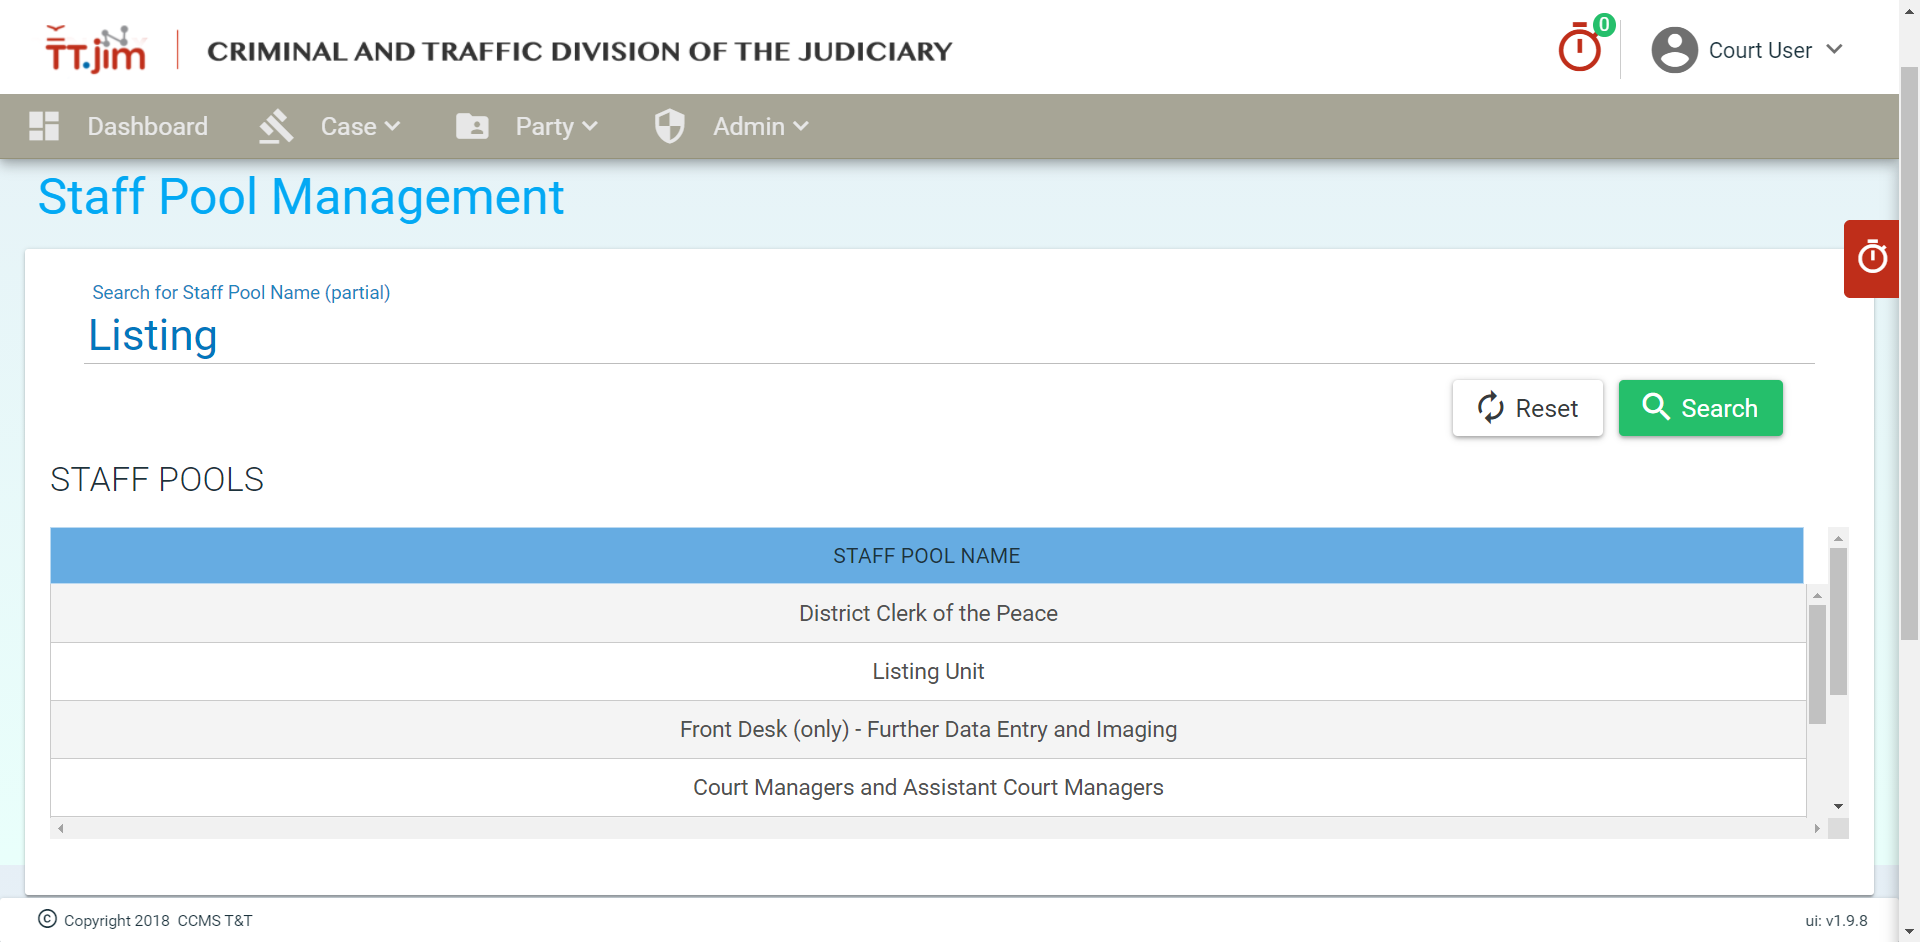 TT.jim
CRIMINAL AND TRAFFIC DIVISION OF THE JUDICIARY
0
Court User
Dashboard
Case
Party
Admin
Staff Pool Management
Search for Staff Pool Name (partial)
Listing
Reset
Search
STAFF POOLS
STAFF POOL NAME
District Clerk of the Peace
Listing Unit
Front Desk (only) - Further Data Entry and Imaging
Court Managers and Assistant Court Managers
© Copyright 2018 CCMS T&T
ui: v1.9.8